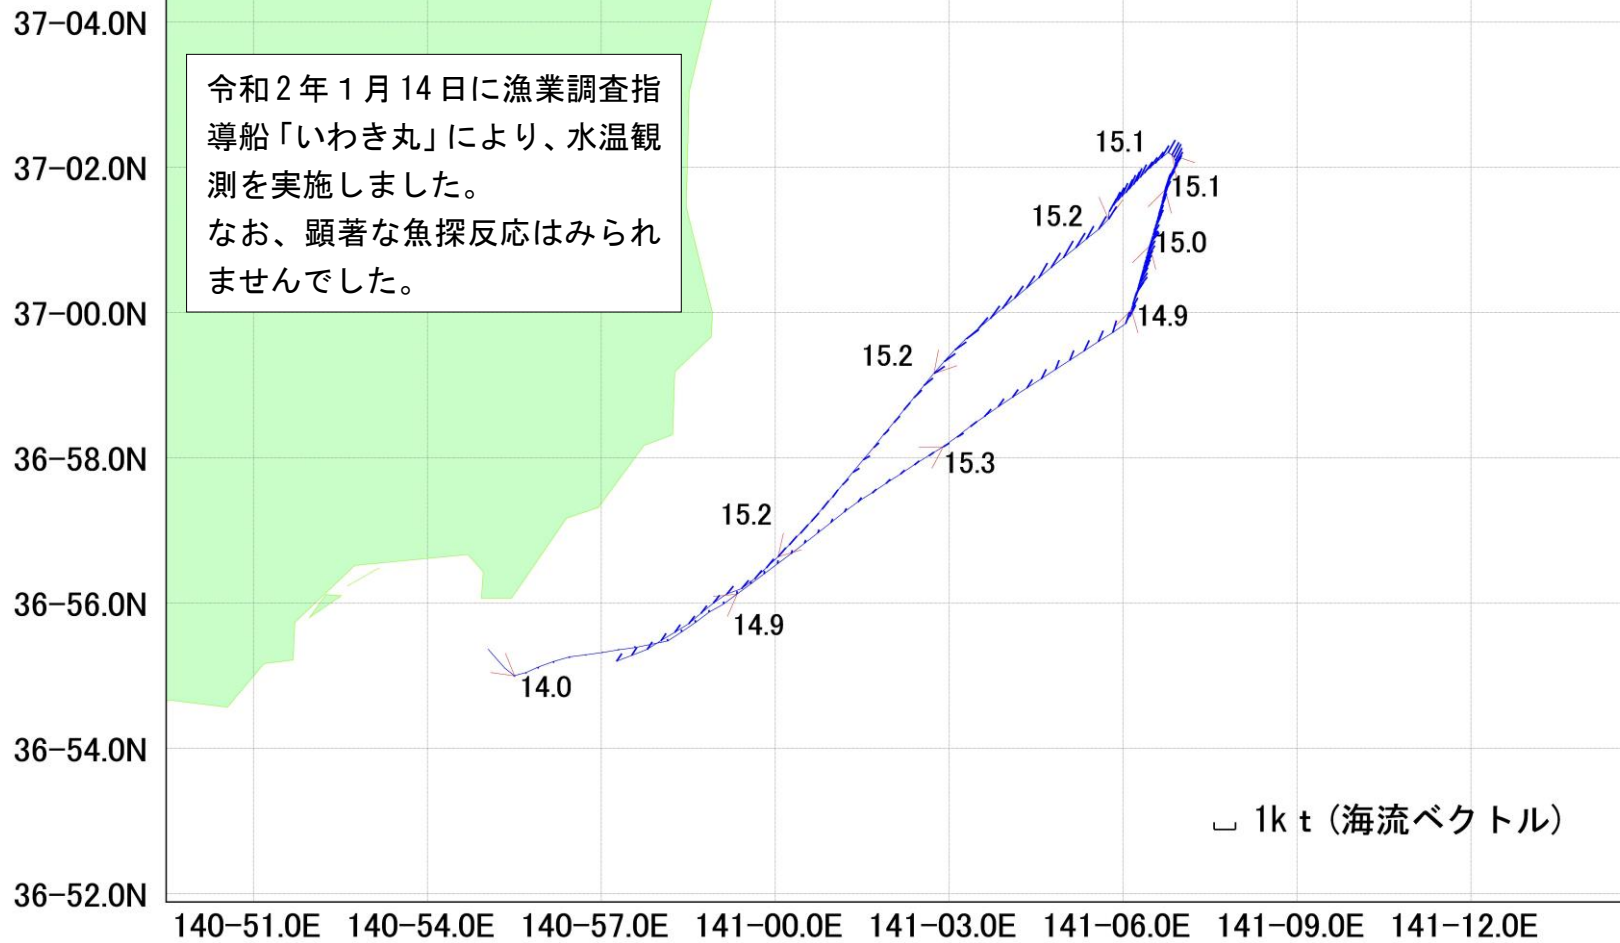 37-04.0N
令和2年1月14日に漁業調査指
導船「いわき丸」により、水温観
測を実施しました。
なお、顕著な魚探反応はみられ
ませんでした。
15.1
37-02.0N
15.1
15.2
15.0
37-00.0N
14.9
15.2
36-58.0N
15.3
15.2
36-56.0N
14.9
14.0
36-54.0N
1kt(海流ベクトル)
36-52.0N
140-51.0E 140-54.0E 140-57.0E 141-00.0E 141-03.0E 141-06.0E 141-09.0E 141-12.0E